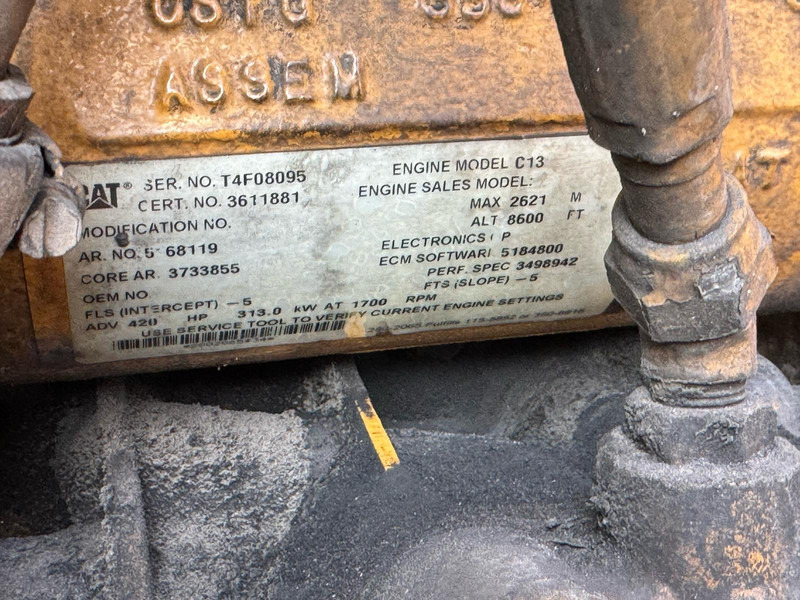 ASSEM
CAT® SER. NO. T4F08095
CERT. NO. 3611881
MODIFICATION NO.
AR. NO. 5 68119
CORE AR. 3733855
OEM NO.
FLS (INTERCEPT) -5
ADV 420 HP 313.0 kW AT 1700 RPM
USE SERVICE TOOL TO VERIFY CURRENT ENGINE SETTINGS
ENGINE MODEL C13
ENGINE SALES MODEL:
MAX 2621 M
ALT 8600 FT
ELECTRONICS P
ECM SOFTWAR. 5184800
PERF. SPEC 3498942
FTS (SLOPE) -5